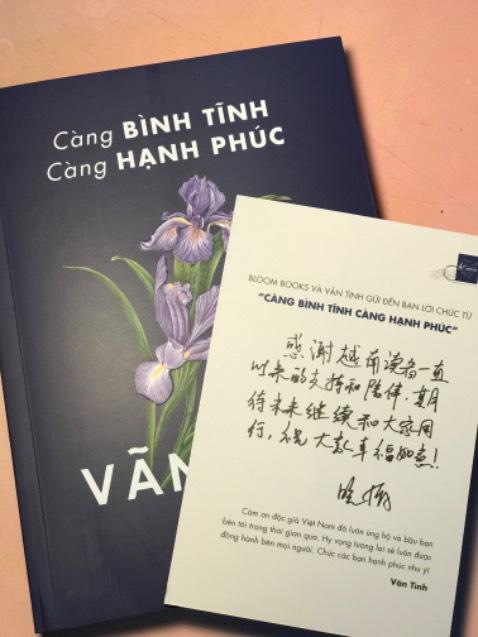 Càng BÌNH TĨNH
Càng HẠNH PHÚC
VÃN
BLOOM BOOKS VÀ VÃN TÌNH GỬI ĐẾN BẠN LỜI CHÚC TỪ
"CÀNG BÌNH TĨNH CÀNG HẠNH PHÚC"
感谢越南读者一直
以来的支持和陪伴，期
待未来继续和大家同
行，祝大家幸福如意！
晚情
Cảm ơn độc giả Việt Nam đã luôn ủng hộ và bầu bạn
bên tôi trong thời gian qua. Hy vọng tương lai sẽ luôn được
đồng hành bên mọi người. Chúc các bạn hạnh phúc như ý!
Vãn Tình